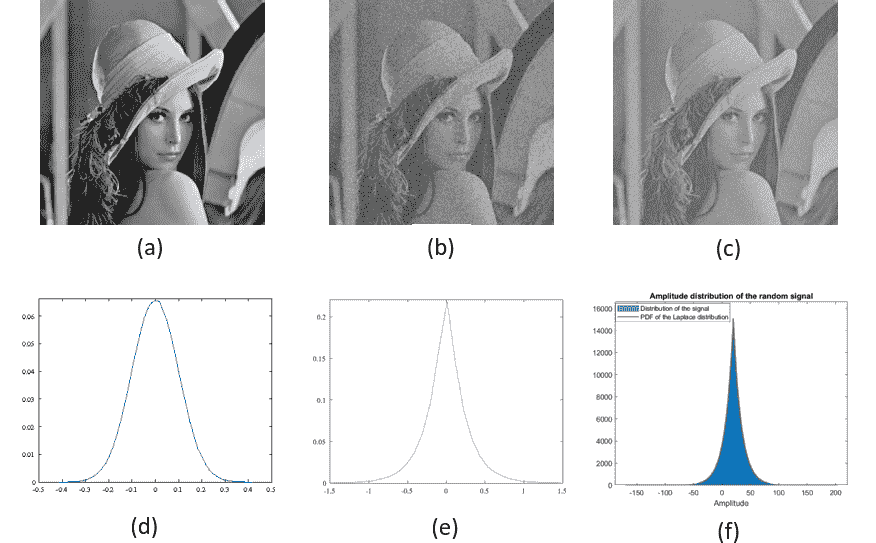 (a)
(b)
(c)
0.06
0.05
0.04
0.03
0.02
0.01
0
-0.5 -0.4 -0.3 -0.2 -0.1 0 0.1 0.2 0.3 0.4 0.5
(d)
0.2
0.15
0.1
0.05
0
-1.5 -1 -0.5 0 0.5 1 1.5
(e)
Amplitude distribution of the random signal
Distribution of the signal
PDF of the Laplace distribution
16000
14000
12000
10000
8000
6000
4000
2000
0
-150 -100 -50 0 50 100 150 200
Amplitude
(f)